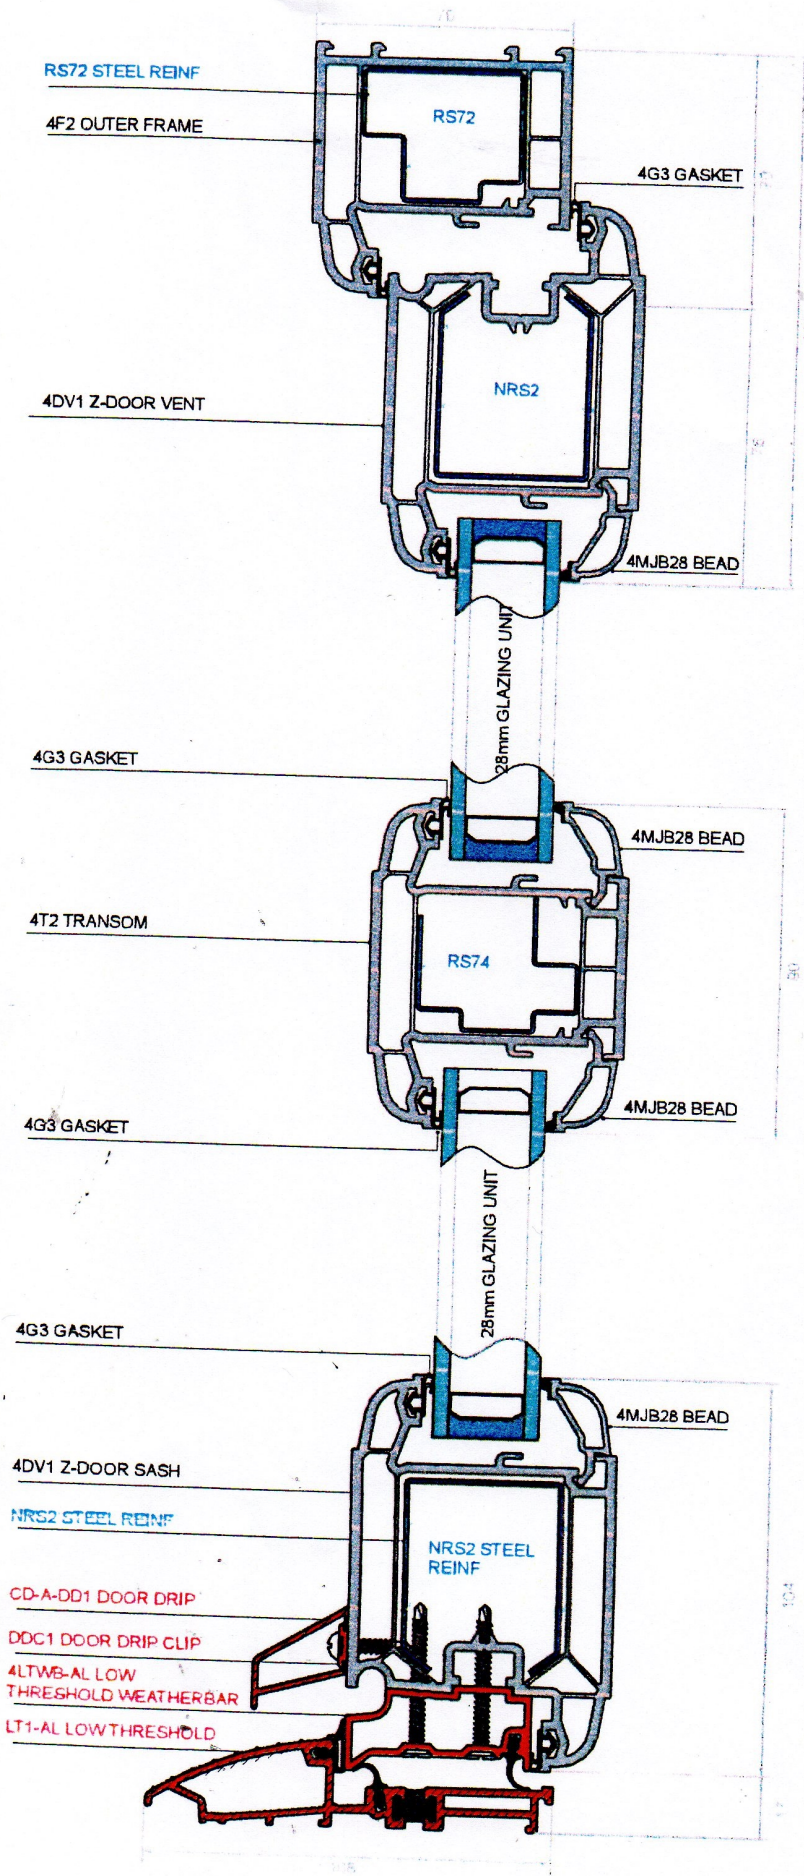 70
RS72 STEEL REINF
RS72
4F2 OUTER FRAME
4G3 GASKET
NRS2
4DV1 Z-DOOR VENT
4MJB28 BEAD
28mm GLAZING UNIT
4G3 GASKET
4MJB28 BEAD
4T2 TRANSOM
RS74
90
4MJB28 BEAD
4G3 GASKET
28mm GLAZING UNIT
4G3 GASKET
4MJB28 BEAD
4DV1 Z-DOOR SASH
NRS2 STEEL REINF
NRS2 STEEL
REINF
CD-A-DD1 DOOR DRIP
104
DDC1 DOOR DRIP CLIP
4LTWB-AL LOW
THRESHOLD WEATHERBAR
LT1-AL LOW THRESHOLD